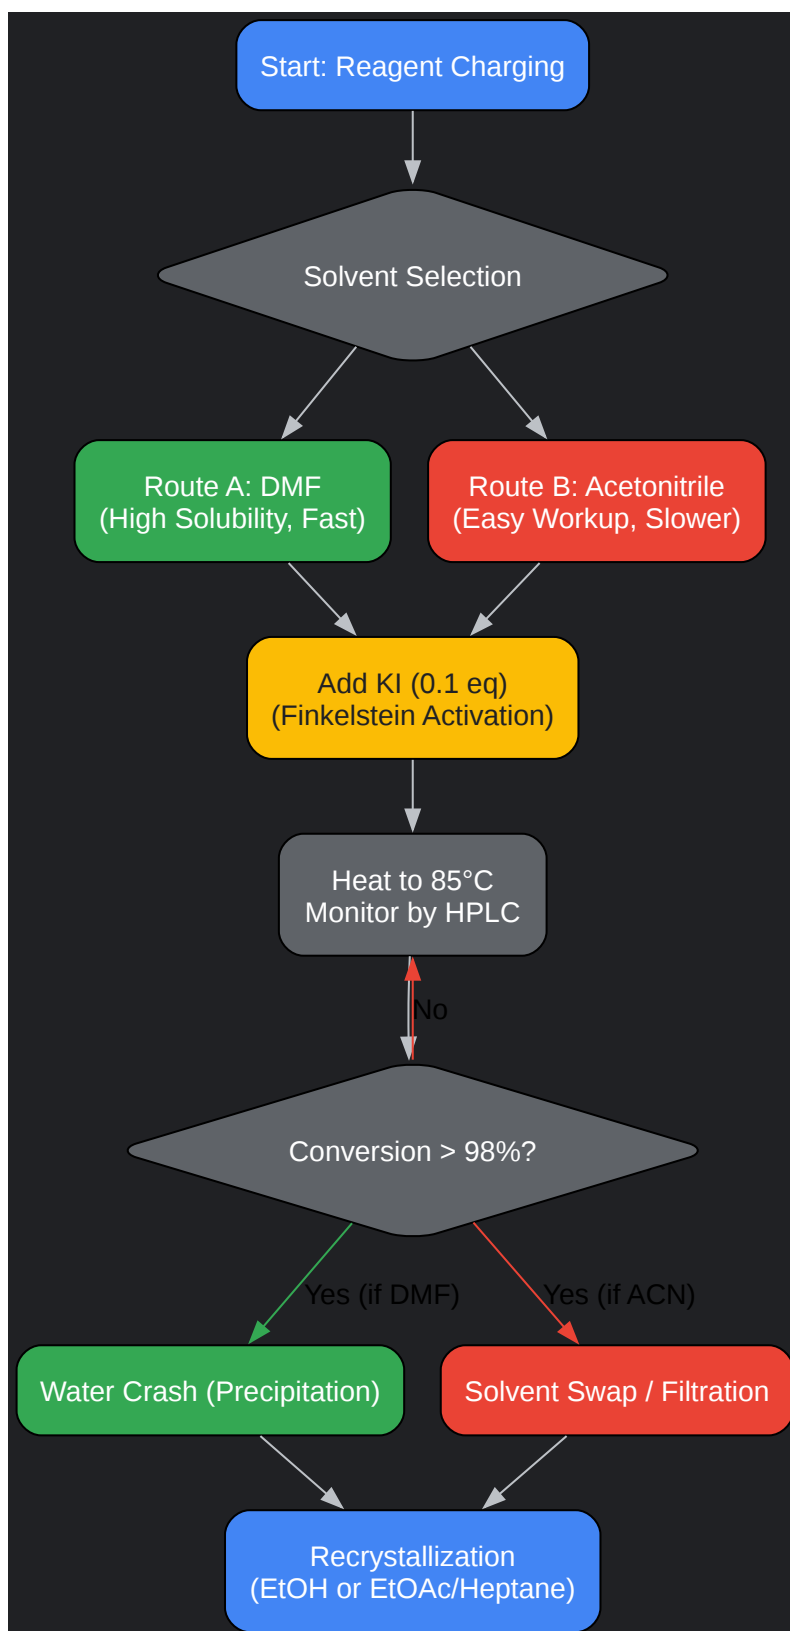 Start: Reagent Charging
Solvent Selection
Route A: DMF
(High Solubility, Fast)
Route B: Acetonitrile
(Easy Workup, Slower)
Add KI (0.1 eq)
(Finkelstein Activation)
Heat to 85°C
Monitor by HPLC
No
Conversion > 98%?
Yes (if DMF)
Yes (if ACN)
Water Crash (Precipitation)
Solvent Swap / Filtration
Recrystallization
(EtOH or EtOAc/Heptane)